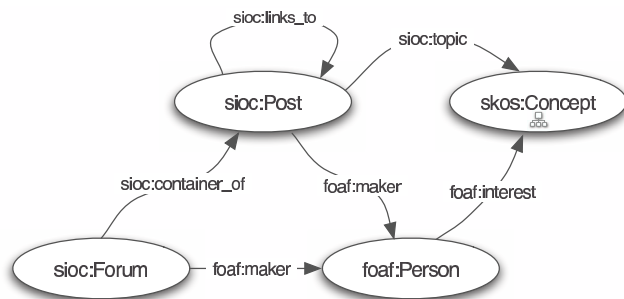 sioc:links_to
sioc:topic
sioc:Post
skos:Concept
sioc:container_of
foaf:maker
foaf:interest
sioc:Forum
foaf:maker
foaf:Person